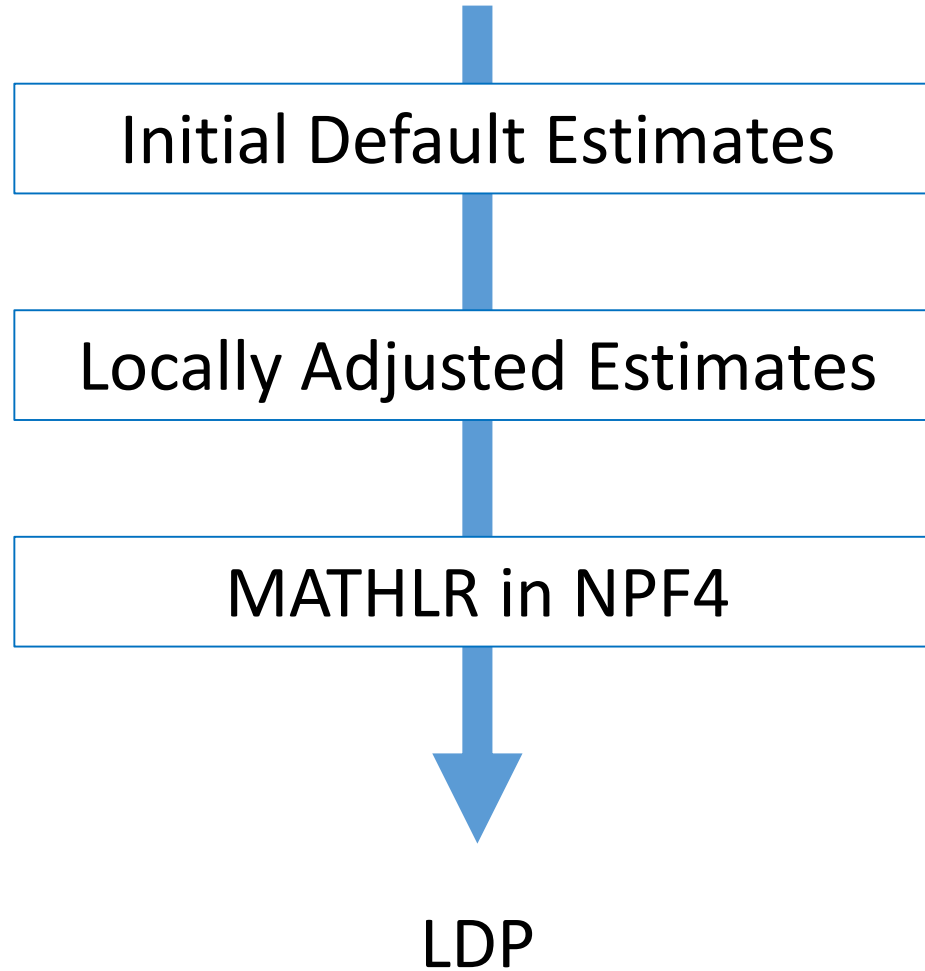 Initial Default Estimates
Locally Adjusted Estimates
MATHLR in NPF4
LDP